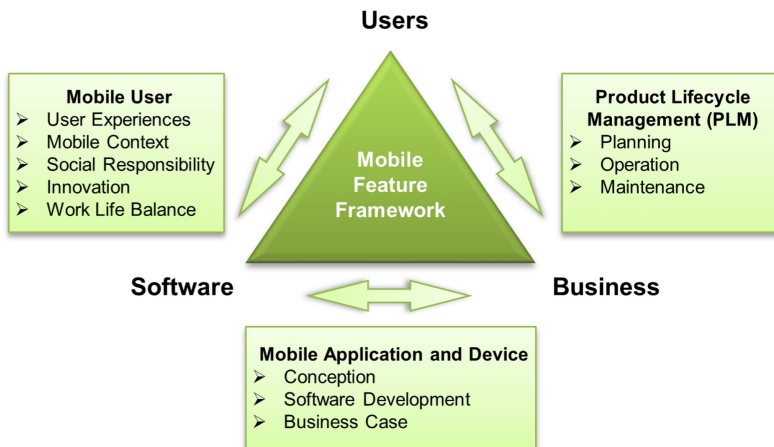 Users
Mobile User
➢ User Experiences
➢ Mobile Context
➢ Social Responsibility
➢ Innovation
➢ Work Life Balance
Mobile
Feature
Framework
Product Lifecycle
Management (PLM)
➢ Planning
➢ Operation
➢ Maintenance
Software
Business
Mobile Application and Device
➢ Conception
➢ Software Development
➢ Business Case